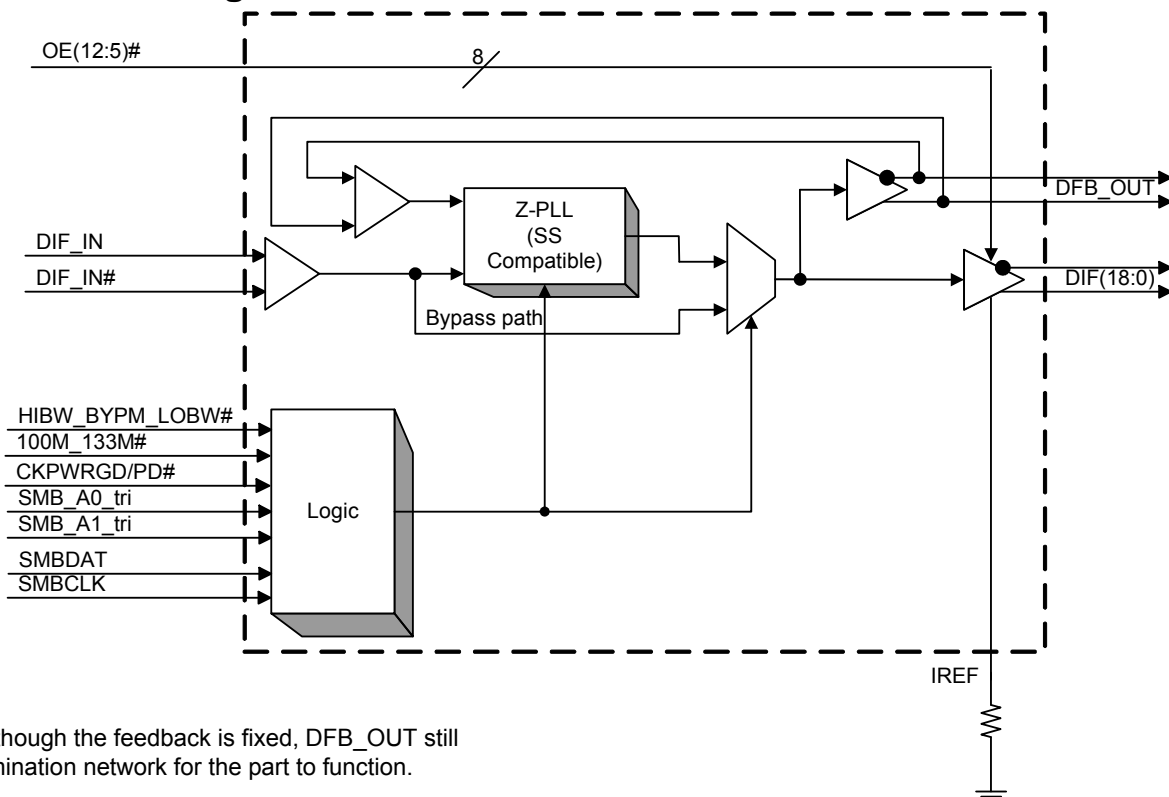 OE(12:5)#
8
DFB_OUT
Z-PLL
(SS
Compatible)
DIF_IN
DIF_IN#
DIF(18:0)
Bypass path
HIBW_BYPM_LOBW#
100M_133M#
CKPWRGD/PD#
SMB_A0_tri
SMB_A1_tri
Logic
SMBDAT
SMBCLK
IREF
though the feedback is fixed, DFB_OUT still
mination network for the part to function.